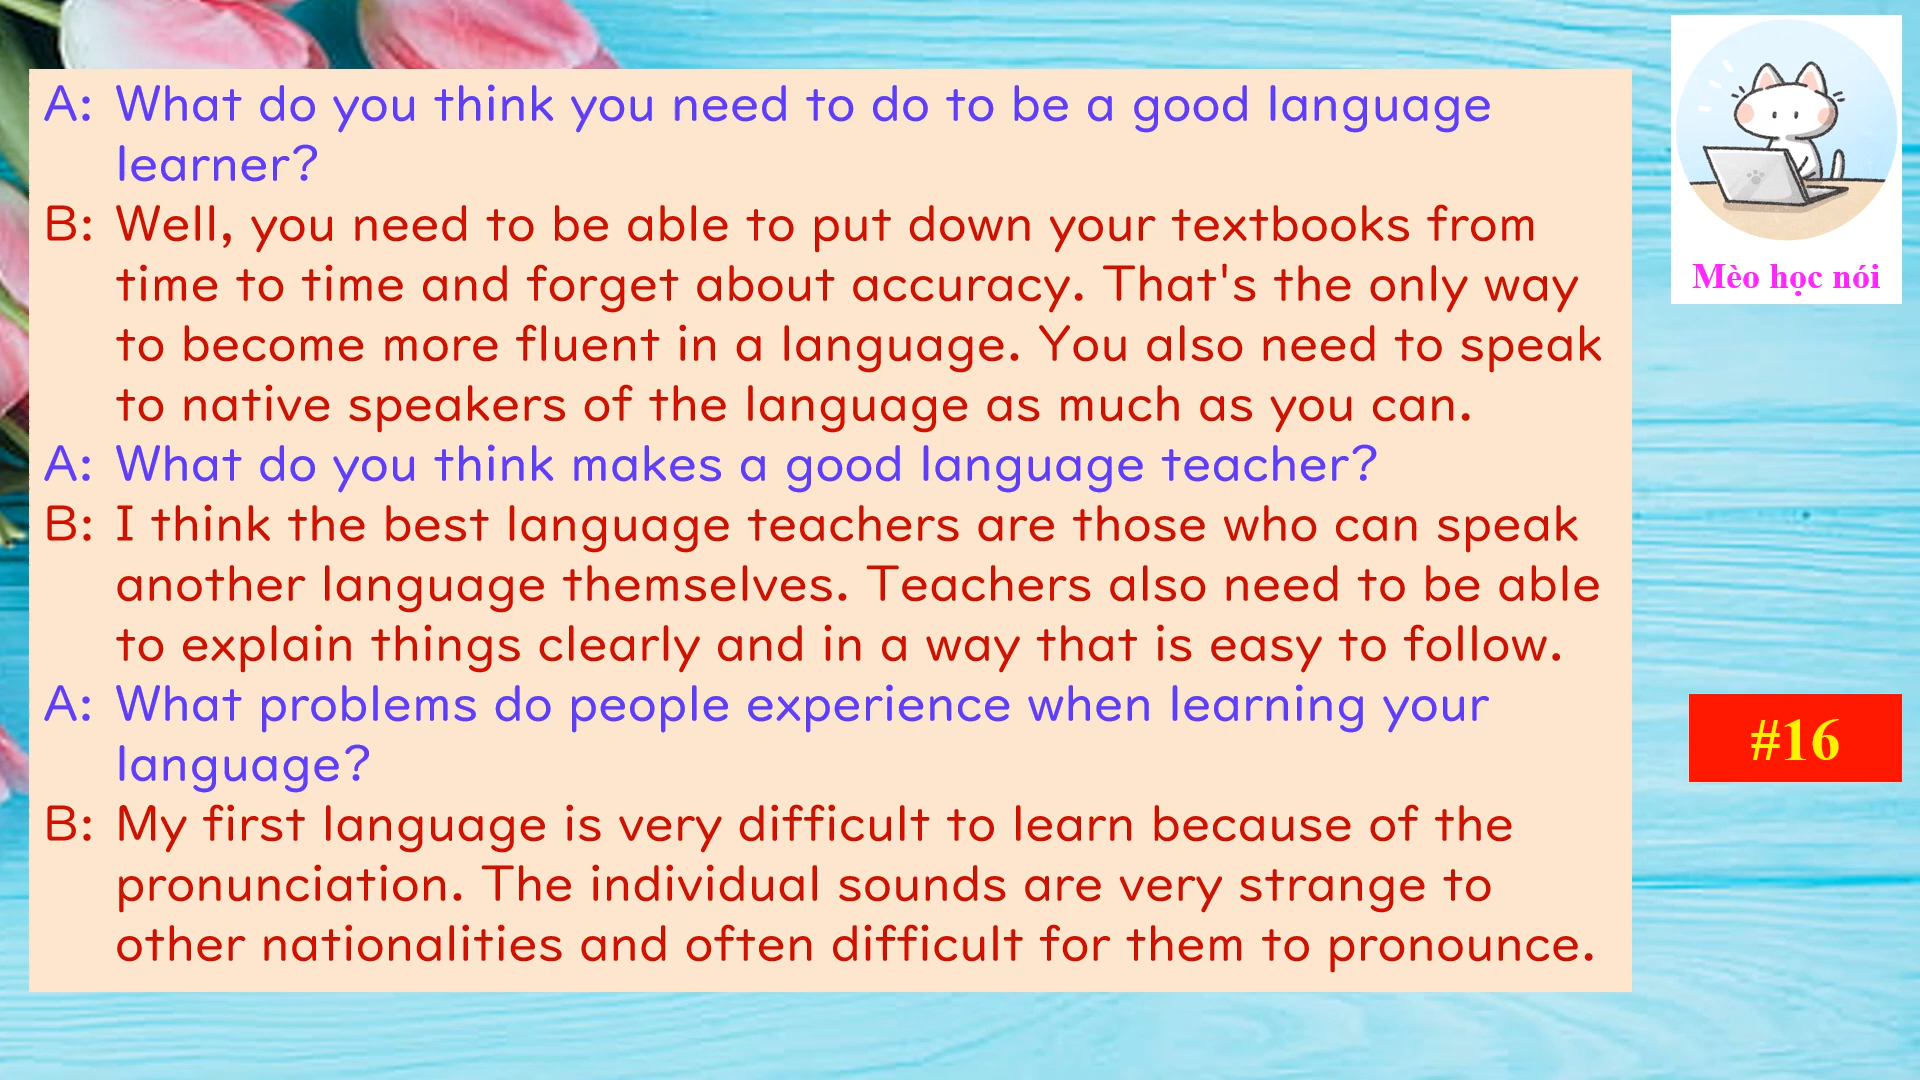 A: What do you think you need to do to be a good language
learner?
B: Well, you need to be able to put down your textbooks from
time to time and forget about accuracy. That's the only way
to become more fluent in a language. You also need to speak
to native speakers of the language as much as you can.
A: What do you think makes a good language teacher?
B: I think the best language teachers are those who can speak
another language themselves. Teachers also need to be able
to explain things clearly and in a way that is easy to follow.
A: What problems do people experience when learning your
language?
B: My first language is very difficult to learn because of the
pronunciation. The individual sounds are very strange to
other nationalities and often difficult for them to pronounce.
Mèo học nói
#16